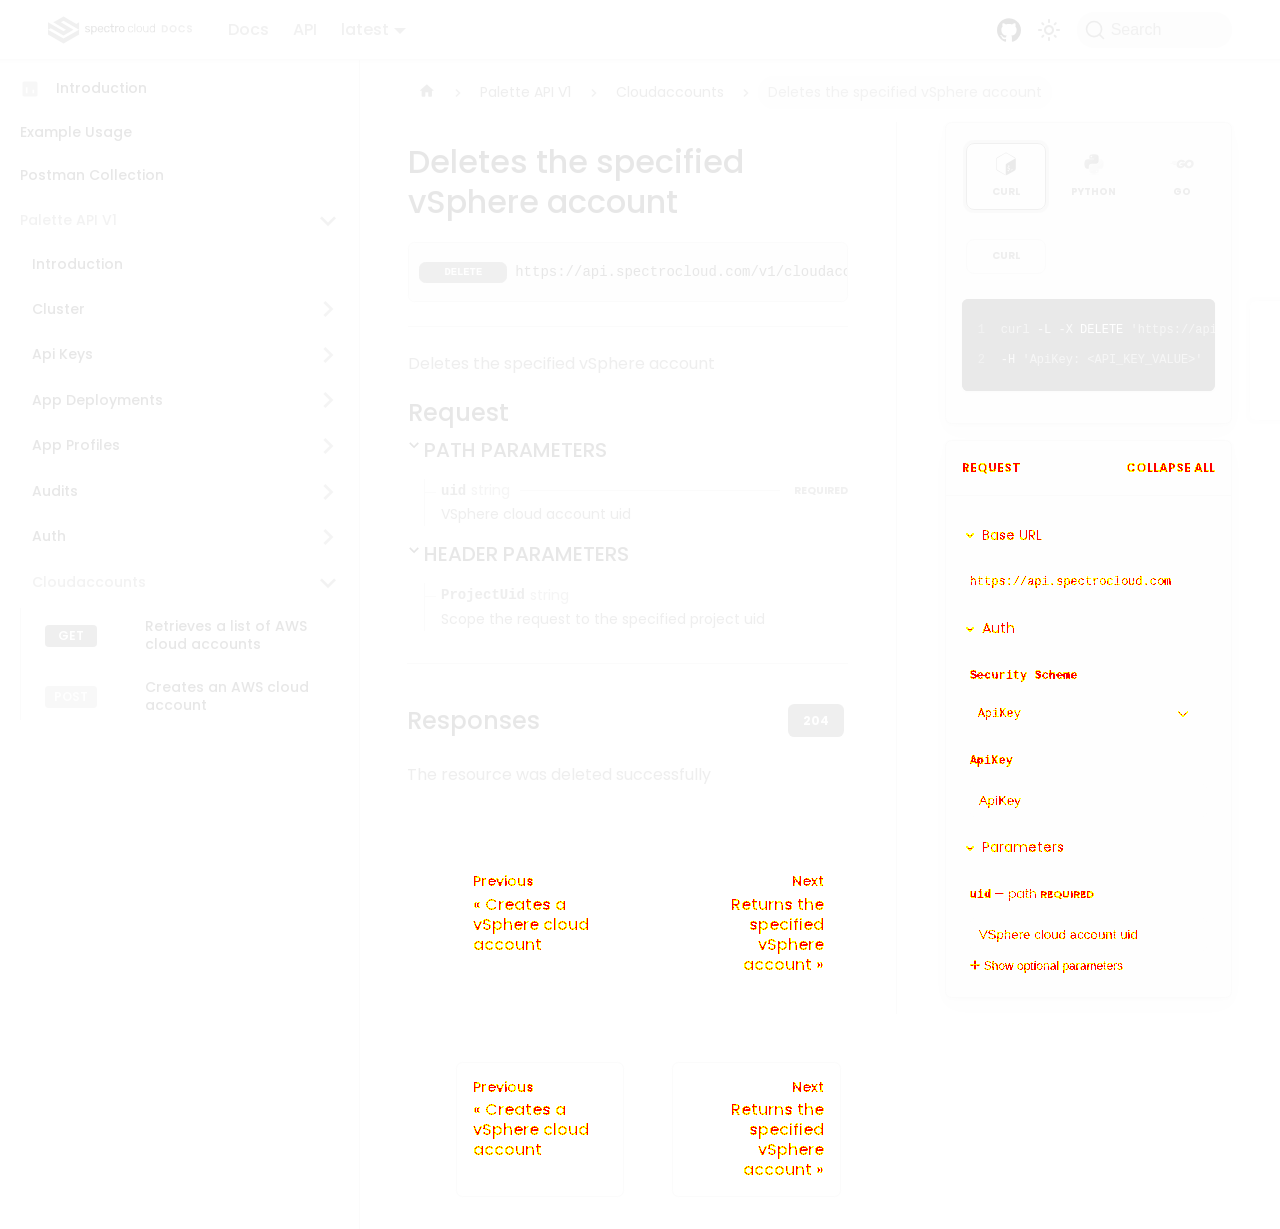 spectro cloud DOCS
Docs API latest
Search
Introduction
Example Usage
Postman Collection
Palette API V1
Introduction
Cluster
Api Keys
App Deployments
App Profiles
Audits
Auth
Cloudaccounts
GET Retrieves a list of AWS
cloud accounts
POST Creates an AWS cloud
account
Palette API V1 › Cloudaccounts › Deletes the specified vSphere account
Deletes the specified
vSphere account
DELETE https://api.spectrocloud.com/v1/cloudacc
Deletes the specified vSphere account
Request
PATH PARAMETERS
uid string REQUIRED
VSphere cloud account uid
HEADER PARAMETERS
ProjectUid string
Scope the request to the specified project uid
Responses 204
The resource was deleted successfully
Previous
« Creates a
vSphere cloud
account
Next
Returns the
specified
vSphere
account »
Previous
« Creates a
vSphere cloud
account
Next
Returns the
specified
vSphere
account »
CURL PYTHON GO
CURL
1 curl -L -X DELETE 'https://api
2 -H 'ApiKey: <API_KEY_VALUE>'
REQUEST COLLAPSE ALL
Base URL
https://api.spectrocloud.com
Auth
Security Scheme
ApiKey
ApiKey
ApiKey
Parameters
uid — path REQUIRED
VSphere cloud account uid
Show optional parameters